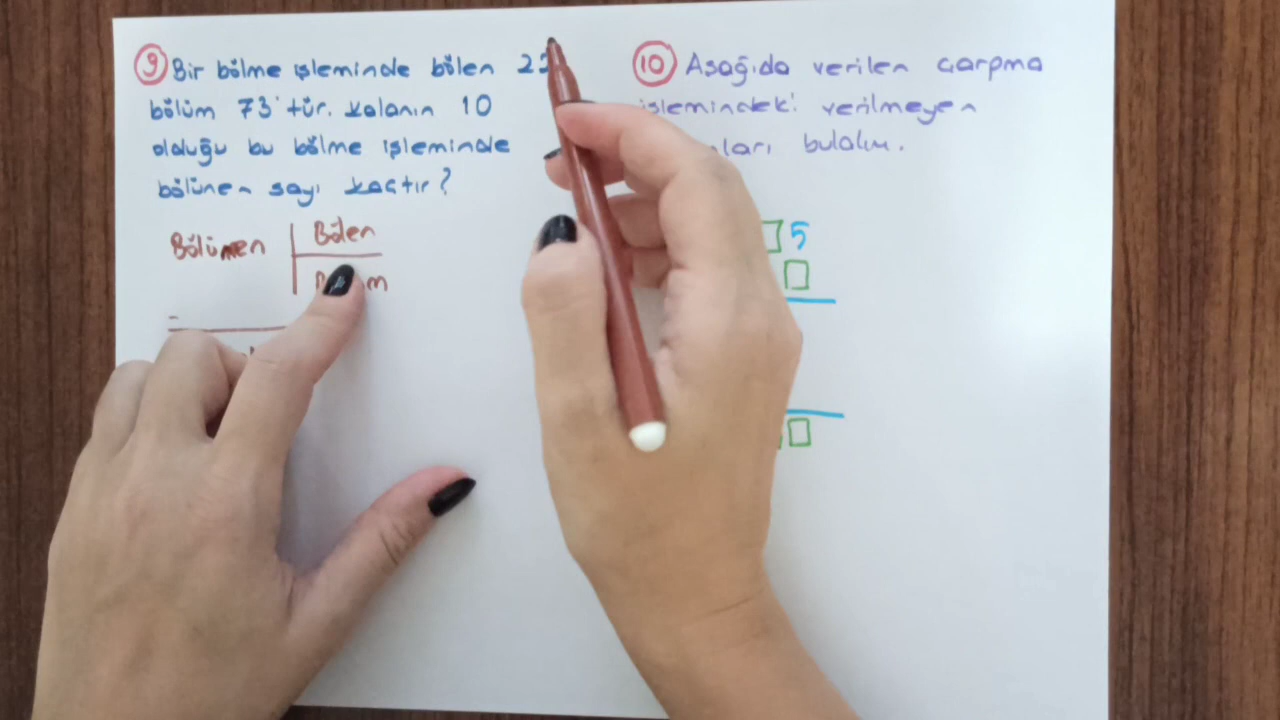 9 Bir bölme işleminde bölen
bölüm 73'tür. kalanın 10
olduğu bu bölme işleminde
bölünen sayı kaçtır?
Bölünen
Bölen
10 Aşağıda verilen çarpma
işlemindeki verilmeyen
bulalım.
5